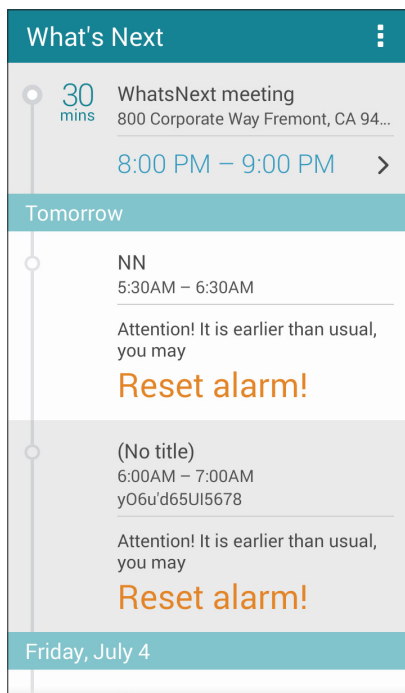 What's Next
30 mins
WhatsNext meeting
800 Corporate Way Fremont, CA 94...
8:00 PM – 9:00 PM
Tomorrow
NN
5:30AM – 6:30AM
Attention! It is earlier than usual,
you may
Reset alarm!
(No title)
6:00AM – 7:00AM
yO6u'd65UI5678
Attention! It is earlier than usual,
you may
Reset alarm!
Friday, July 4